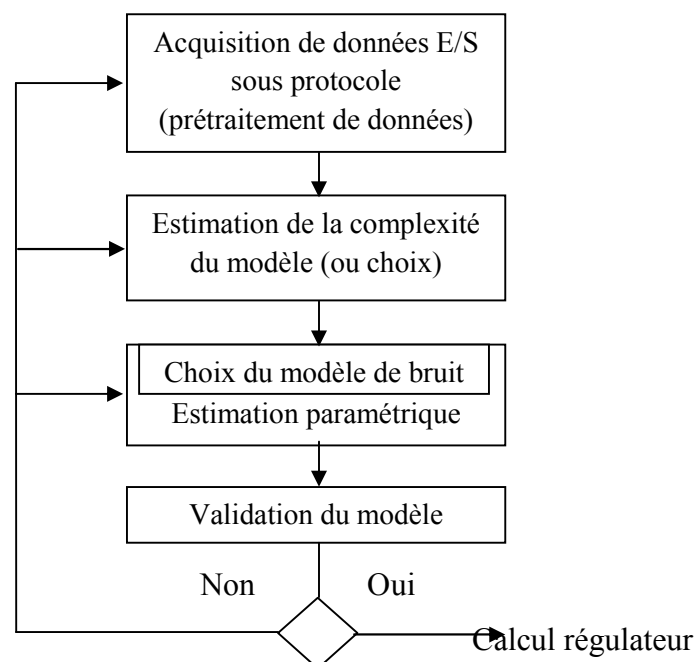 Acquisition de données E/S
sous protocole
(prétraitement de données)
Estimation de la complexité
du modèle (ou choix)
Choix du modèle de bruit
Estimation paramétrique
Validation du modèle
Non
Oui
Calcul régulateur